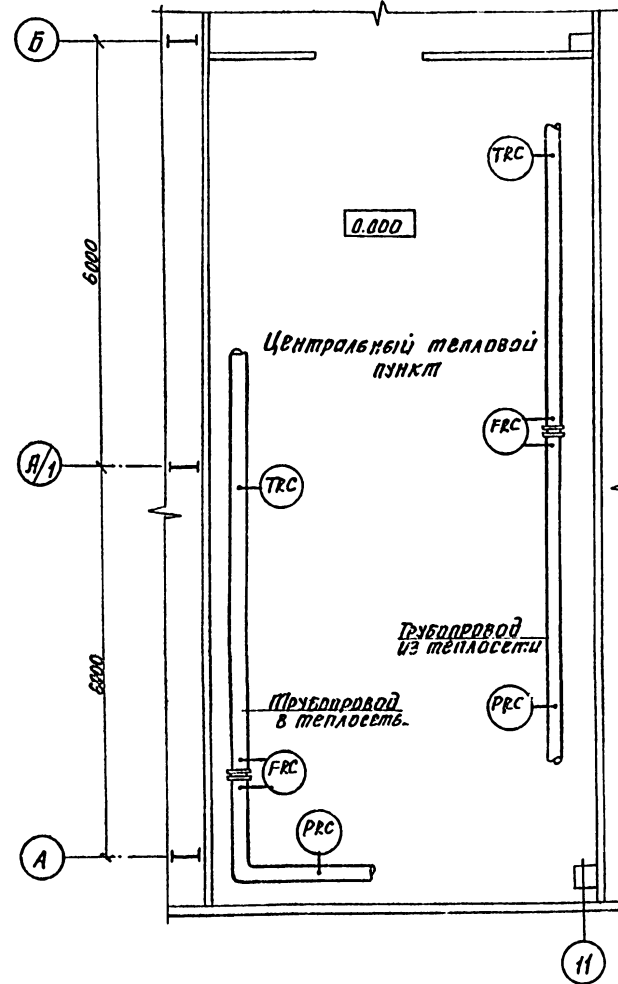 Б
TRC
0.000
6000
Центральный тепловой
пункт
FRC
А/1
TRC
Трубопровод
из теплосети
6000
Трубопровод
в теплосеть
PRC
FRC
PRC
А
11